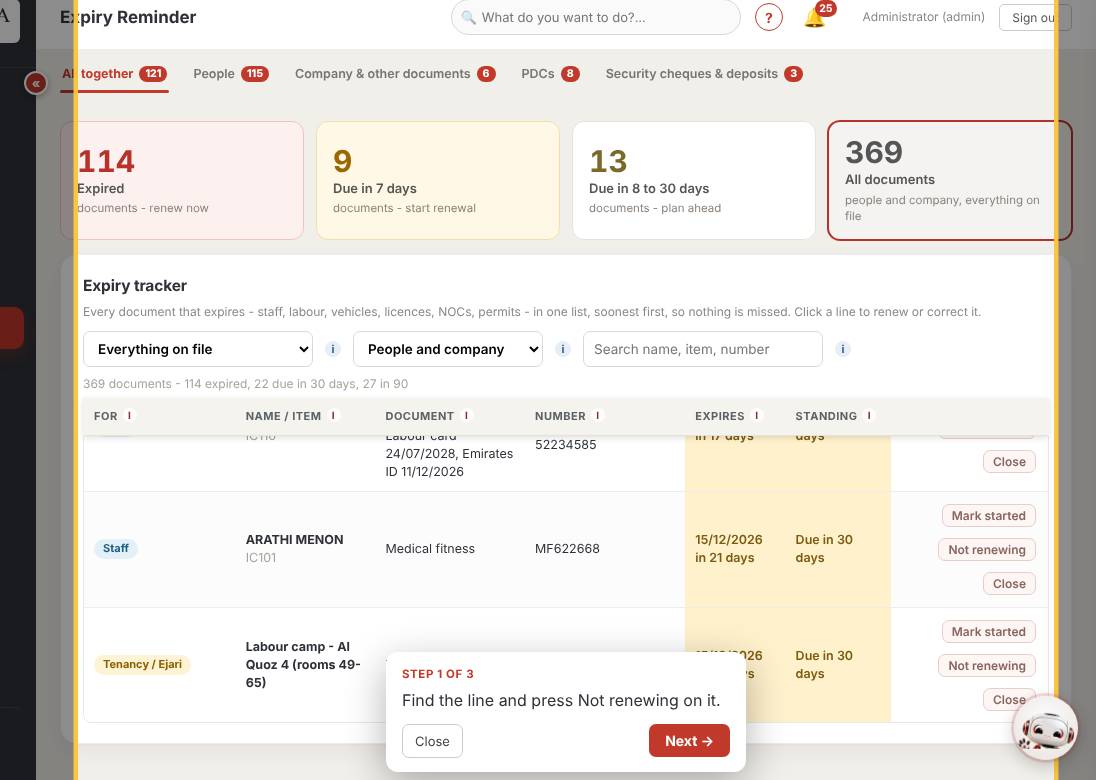 Expiry Reminder
What do you want to do?...
?
25
Administrator (admin)
Sign out
«
All together 121
People 115
Company & other documents 6
PDCs 8
Security cheques & deposits 3
114
Expired
documents - renew now
9
Due in 7 days
documents - start renewal
13
Due in 8 to 30 days
documents - plan ahead
369
All documents
people and company, everything on
file
Expiry tracker
Every document that expires - staff, labour, vehicles, licences, NOCs, permits - in one list, soonest first, so nothing is missed. Click a line to renew or correct it.
Everything on file
i
People and company
i
Search name, item, number
i
369 documents - 114 expired, 22 due in 30 days, 27 in 90
FOR I NAME / ITEM I DOCUMENT I NUMBER I EXPIRES I STANDING I
Labour card
24/07/2028, Emirates
ID 11/12/2026
52234585
in 17 days
days
Close
Staff
ARATHI MENON
IC101
Medical fitness
MF622668
15/12/2026
in 21 days
Due in 30
days
Mark started
Not renewing
Close
Tenancy / Ejari
Labour camp - Al
Quoz 4 (rooms 49-
65)
Due in 30
days
Mark started
Not renewing
Close
STEP 1 OF 3
Find the line and press Not renewing on it.
Close
Next →